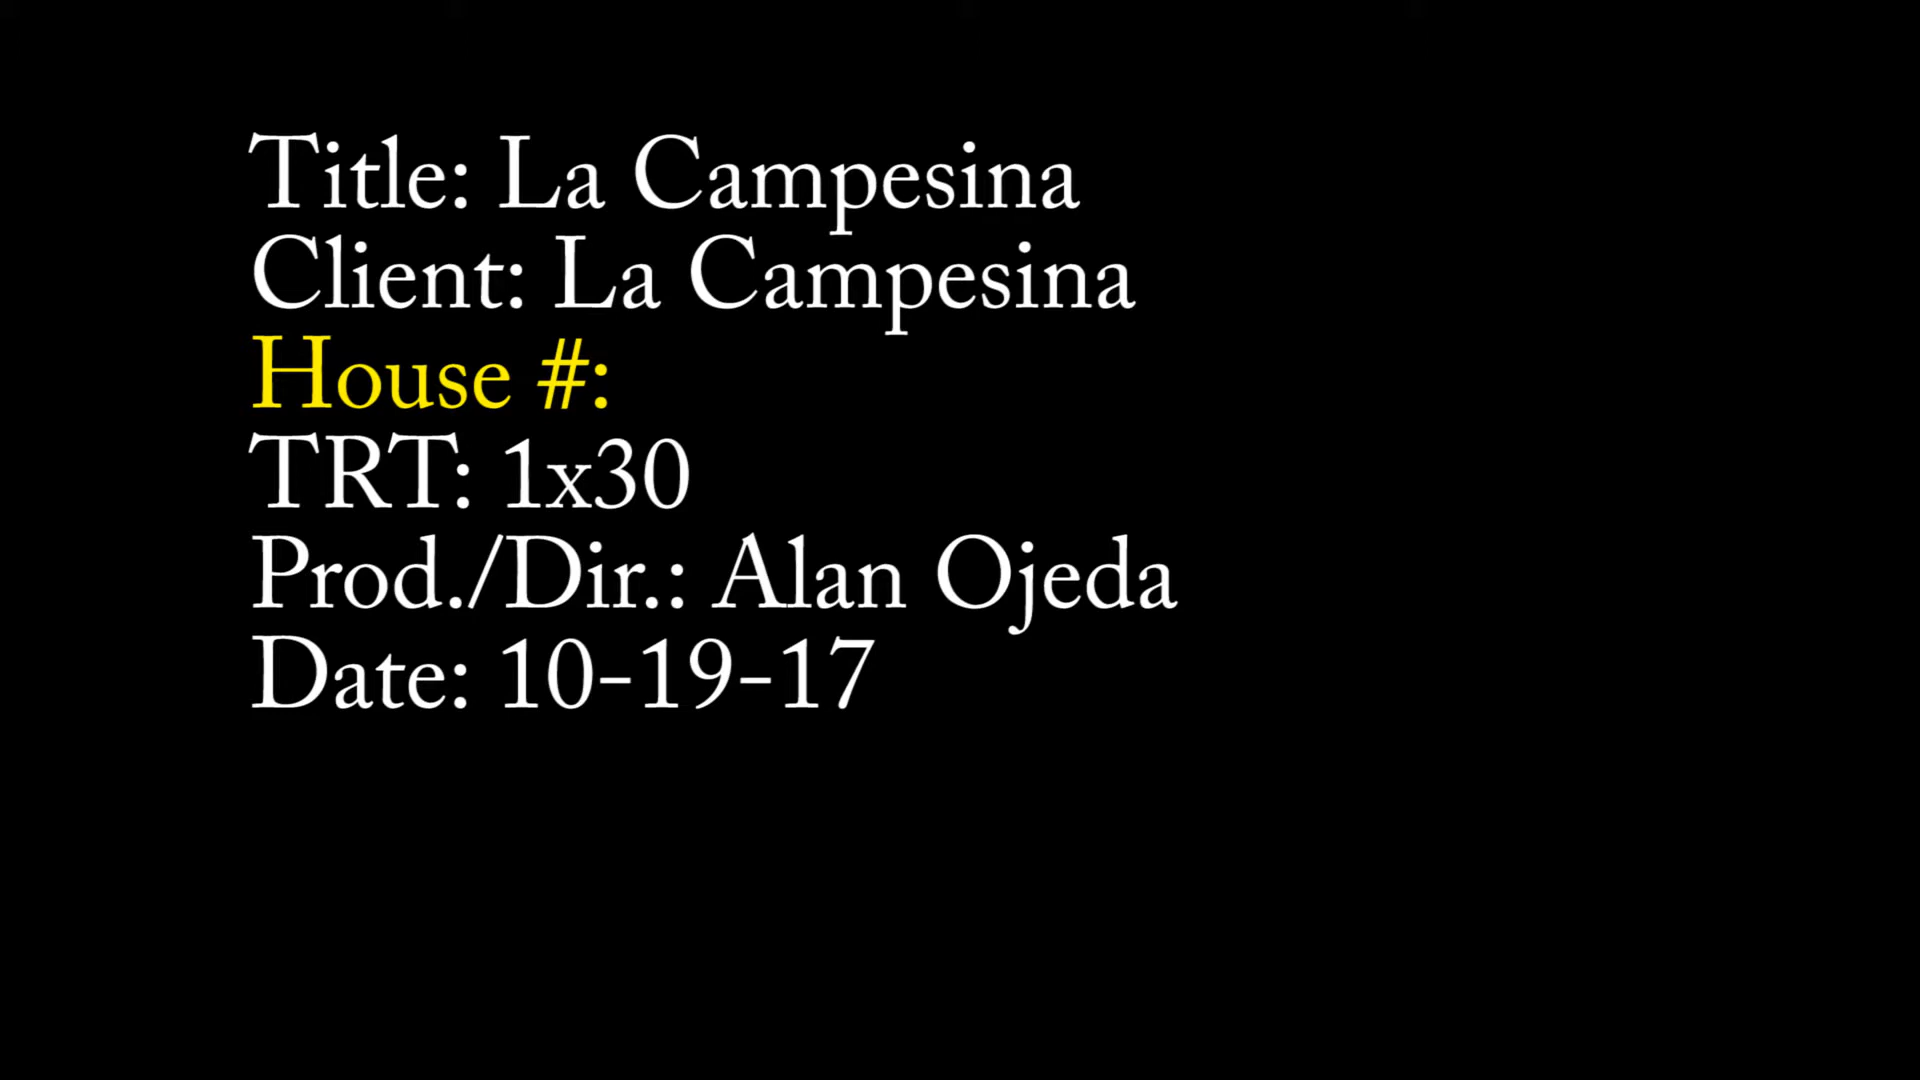 Title: La Campesina
Client: La Campesina
House #:
TRT: 1x30
Prod./Dir.: Alan Ojeda
Date: 10-19-17